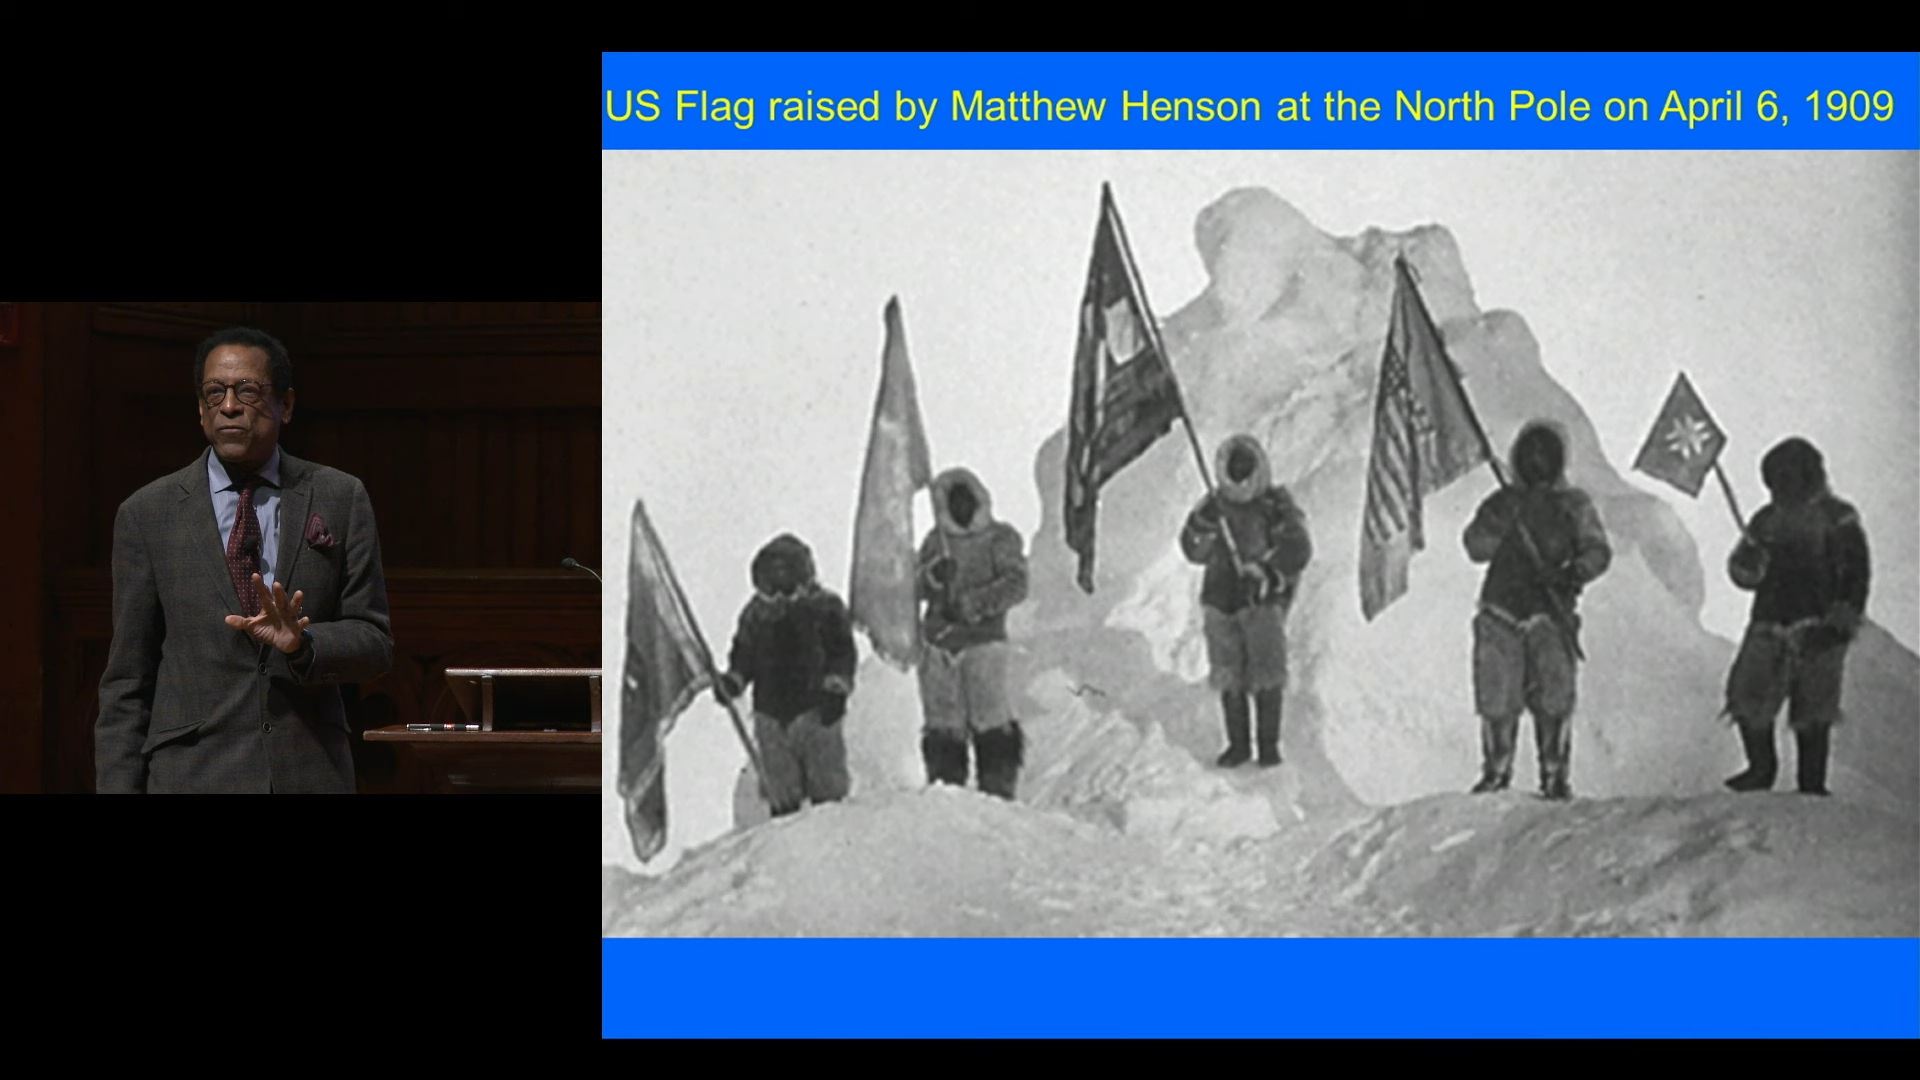 US Flag raised by Matthew Henson at the North Pole on April 6, 1909